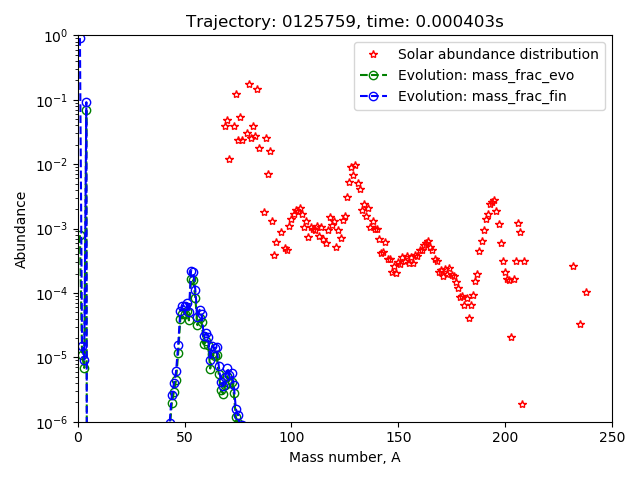 Trajectory: 0125759, time: 0.000403s
Solar abundance distribution
Evolution: mass_frac_evo
Evolution: mass_frac_fin
10^0
10^-1
10^-2
10^-3
10^-4
10^-5
10^-6
Abundance
0 50 100 150 200 250
Mass number, A